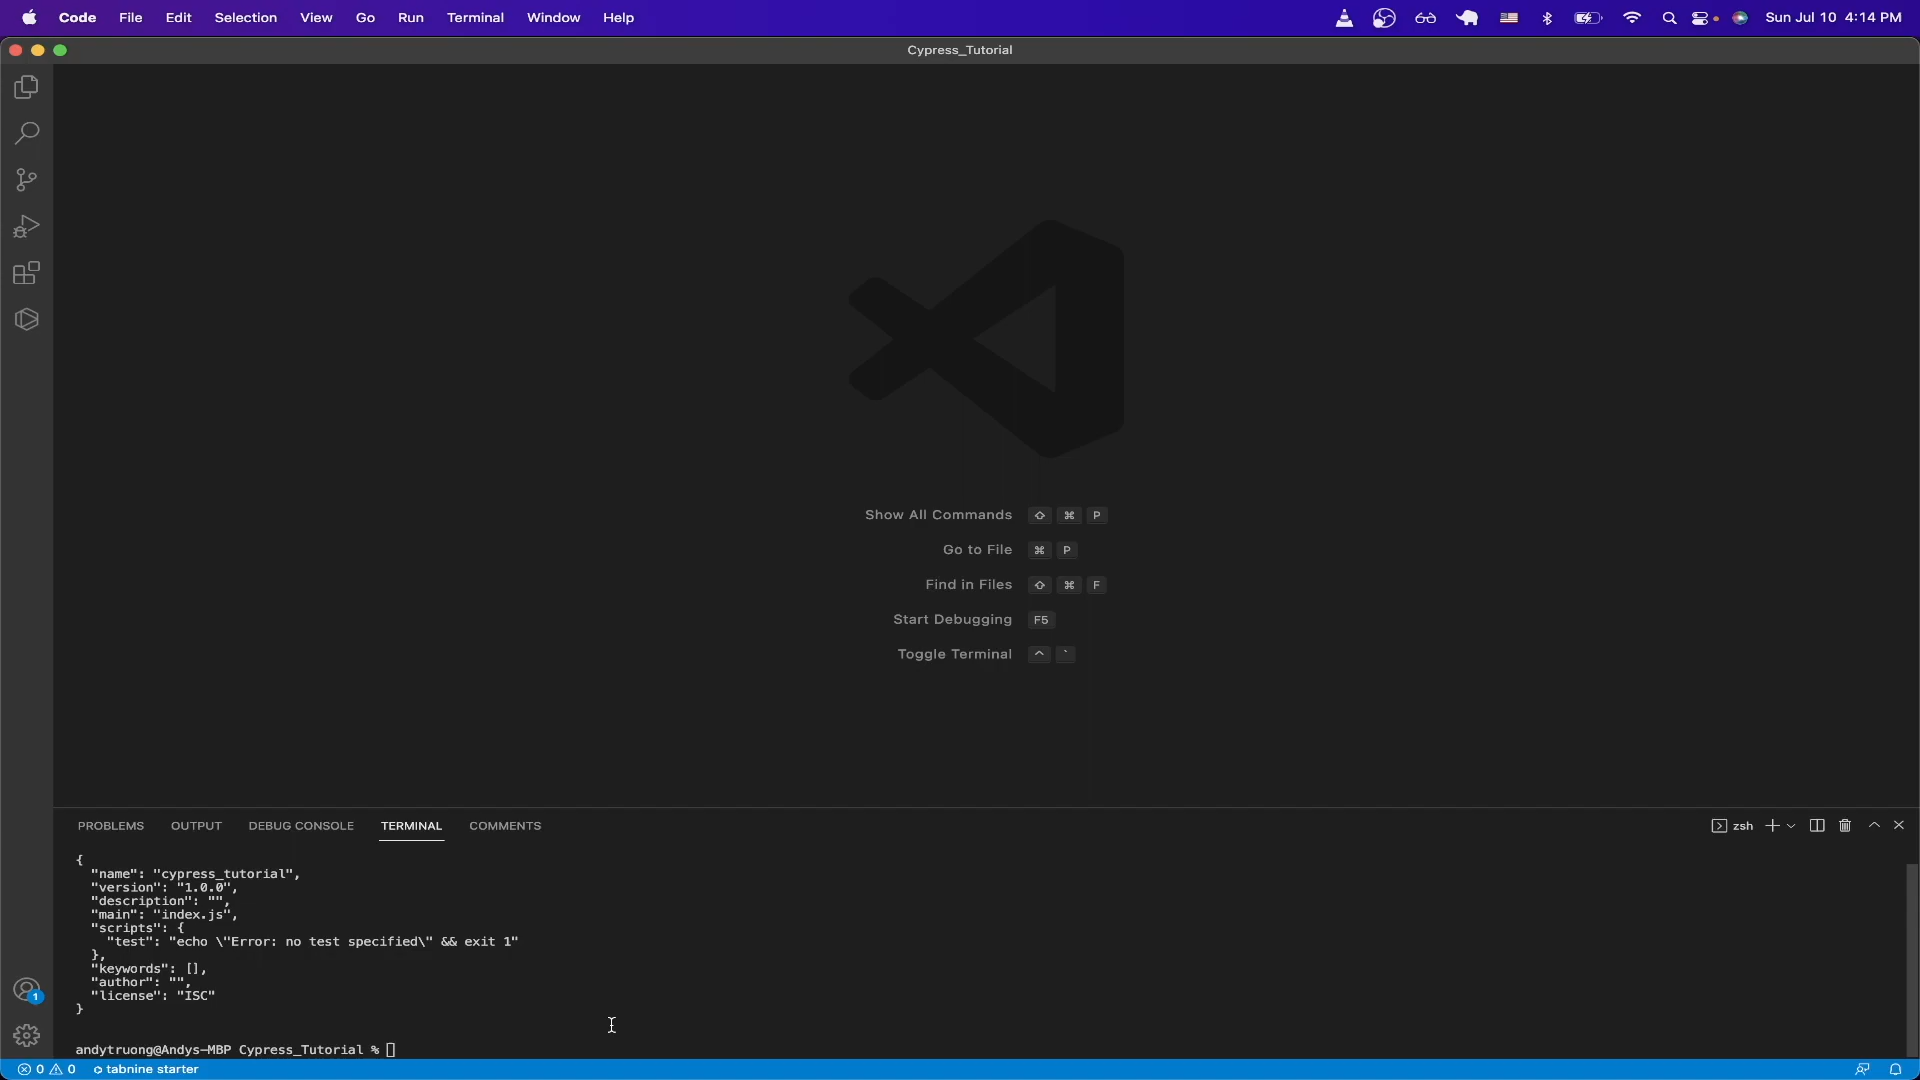 Code File Edit Selection View Go Run Terminal Window Help Sun Jul 10 4:14 PM
Cypress_Tutorial
Show All Commands ⇧ ⌘ P
Go to File ⌘ P
Find in Files ⇧ ⌘ F
Start Debugging F5
Toggle Terminal ^ `
PROBLEMS OUTPUT DEBUG CONSOLE TERMINAL COMMENTS zsh
{
"name": "cypress_tutorial",
"version": "1.0.0",
"description": "",
"main": "index.js",
"scripts": {
"test": "echo \"Error: no test specified\" && exit 1"
},
"keywords": [],
"author": "",
"license": "ISC"
}
1
andytruong@Andys-MBP Cypress_Tutorial %
0 0 tabnine starter